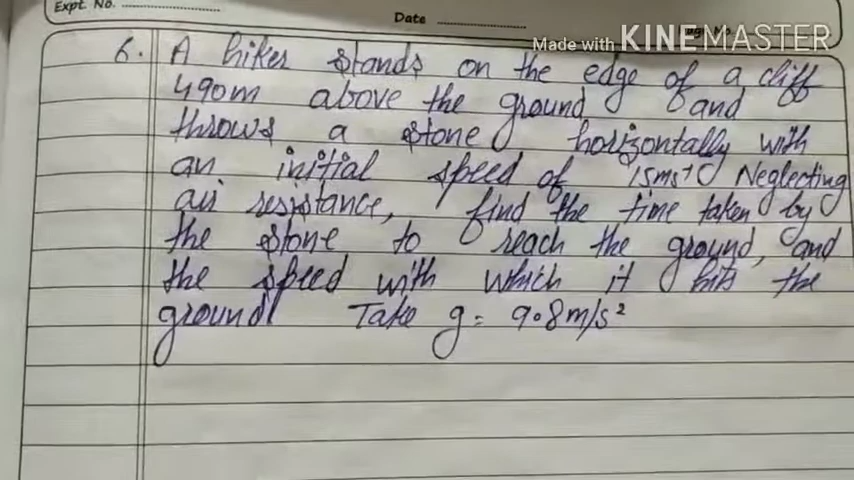 Expt. No.
Date
Made with KINEMASTER
6. A hiker stands on the edge of a cliff
490m above the ground and
throws a stone horizontally with
an initial speed of 15ms⁻¹ Neglecting
air resistance, find the time taken by
the stone to reach the ground, and
the speed with which it hits the
ground Take g = 9.8m/s²